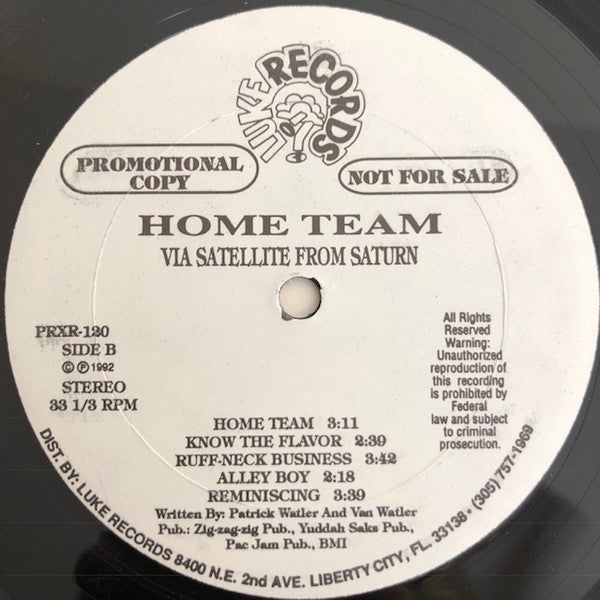 LUKE RECORDS
PROMOTIONAL
COPY
NOT FOR SALE
HOME TEAM
VIA SATELLITE FROM SATURN
PRXR-120
SIDE B
© ℗ 1992
STEREO
33 1/3 RPM
All Rights
Reserved
Warning:
Unauthorized
reproduction of
this recording
is prohibited by
Federal
law and subject
to criminal
prosecution.
HOME TEAM 3:11
KNOW THE FLAVOR 2:39
RUFF-NECK BUSINESS 3:42
ALLEY BOY 2:18
REMINISCING 3:39
Written By: Patrick Watler And Van Watler
Pub.: Zig-zag-zig Pub., Yuddah Saks Pub.,
Pac Jam Pub., BMI
DIST. BY: LUKE RECORDS 8400 N.E. 2nd AVE. LIBERTY CITY, FL. 33138 • (305) 757-1969